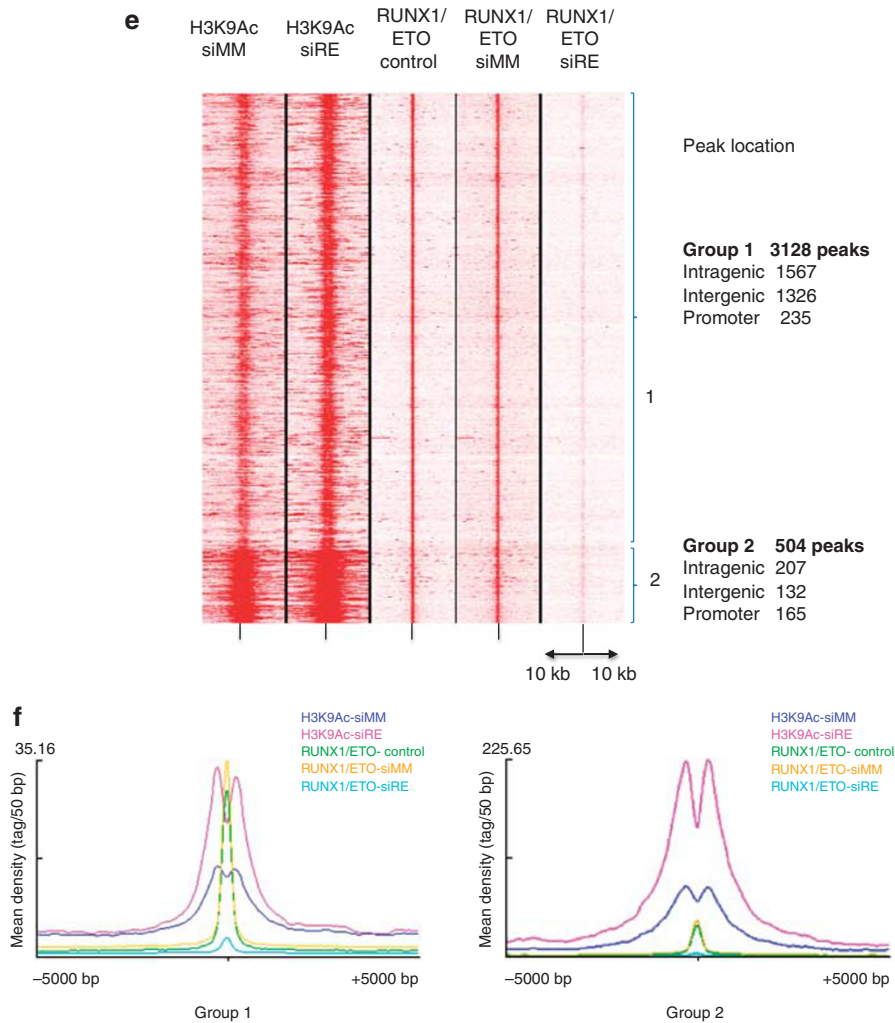 e
H3K9Ac siMM
H3K9Ac siRE
RUNX1/ ETO control
RUNX1/ ETO siMM
RUNX1/ ETO siRE
Peak location
Group 1 3128 peaks
Intragenic 1567
Intergenic 1326
Promoter 235
1
Group 2 504 peaks
Intragenic 207
Intergenic 132
Promoter 165
2
10 kb 10 kb
f
H3K9Ac-siMM
H3K9Ac-siRE
RUNX1/ETO- control
RUNX1/ETO-siMM
RUNX1/ETO-siRE
35.16
Mean density (tag/50 bp)
–5000 bp
+5000 bp
Group 1
H3K9Ac-siMM
H3K9Ac-siRE
RUNX1/ETO- control
RUNX1/ETO-siMM
RUNX1/ETO-siRE
225.65
Mean density (tag/50 bp)
–5000 bp
+5000 bp
Group 2